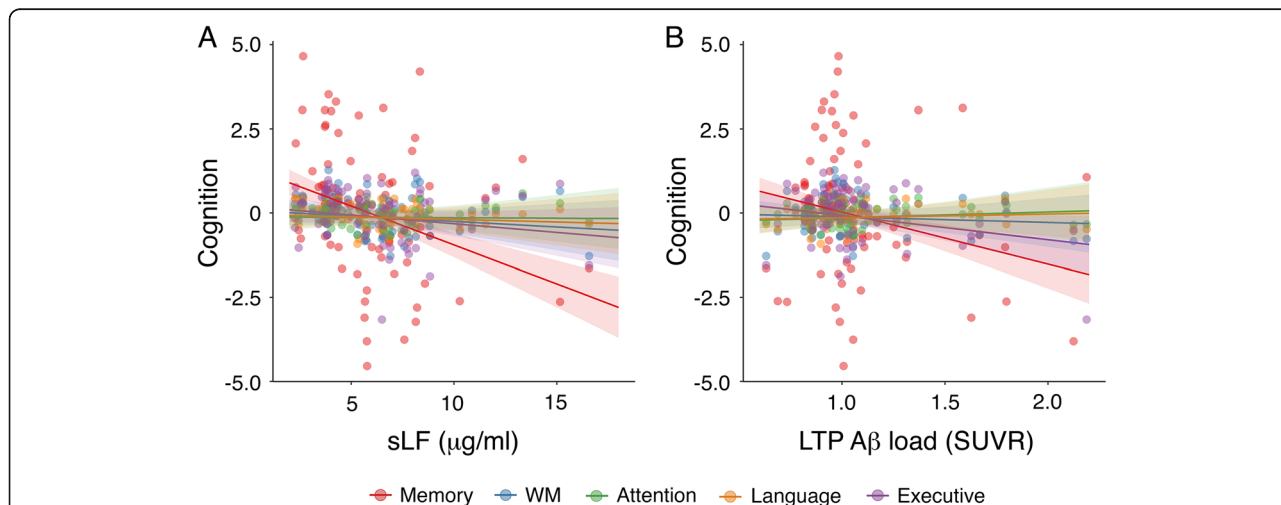 A
B
5.0
2.5
0
-2.5
-5.0
Cognition
5
10
15
sLF (μg/ml)
5.0
2.5
0
-2.5
-5.0
Cognition
1.0
1.5
2.0
LTP Aβ load (SUVR)
Memory WM Attention Language Executive